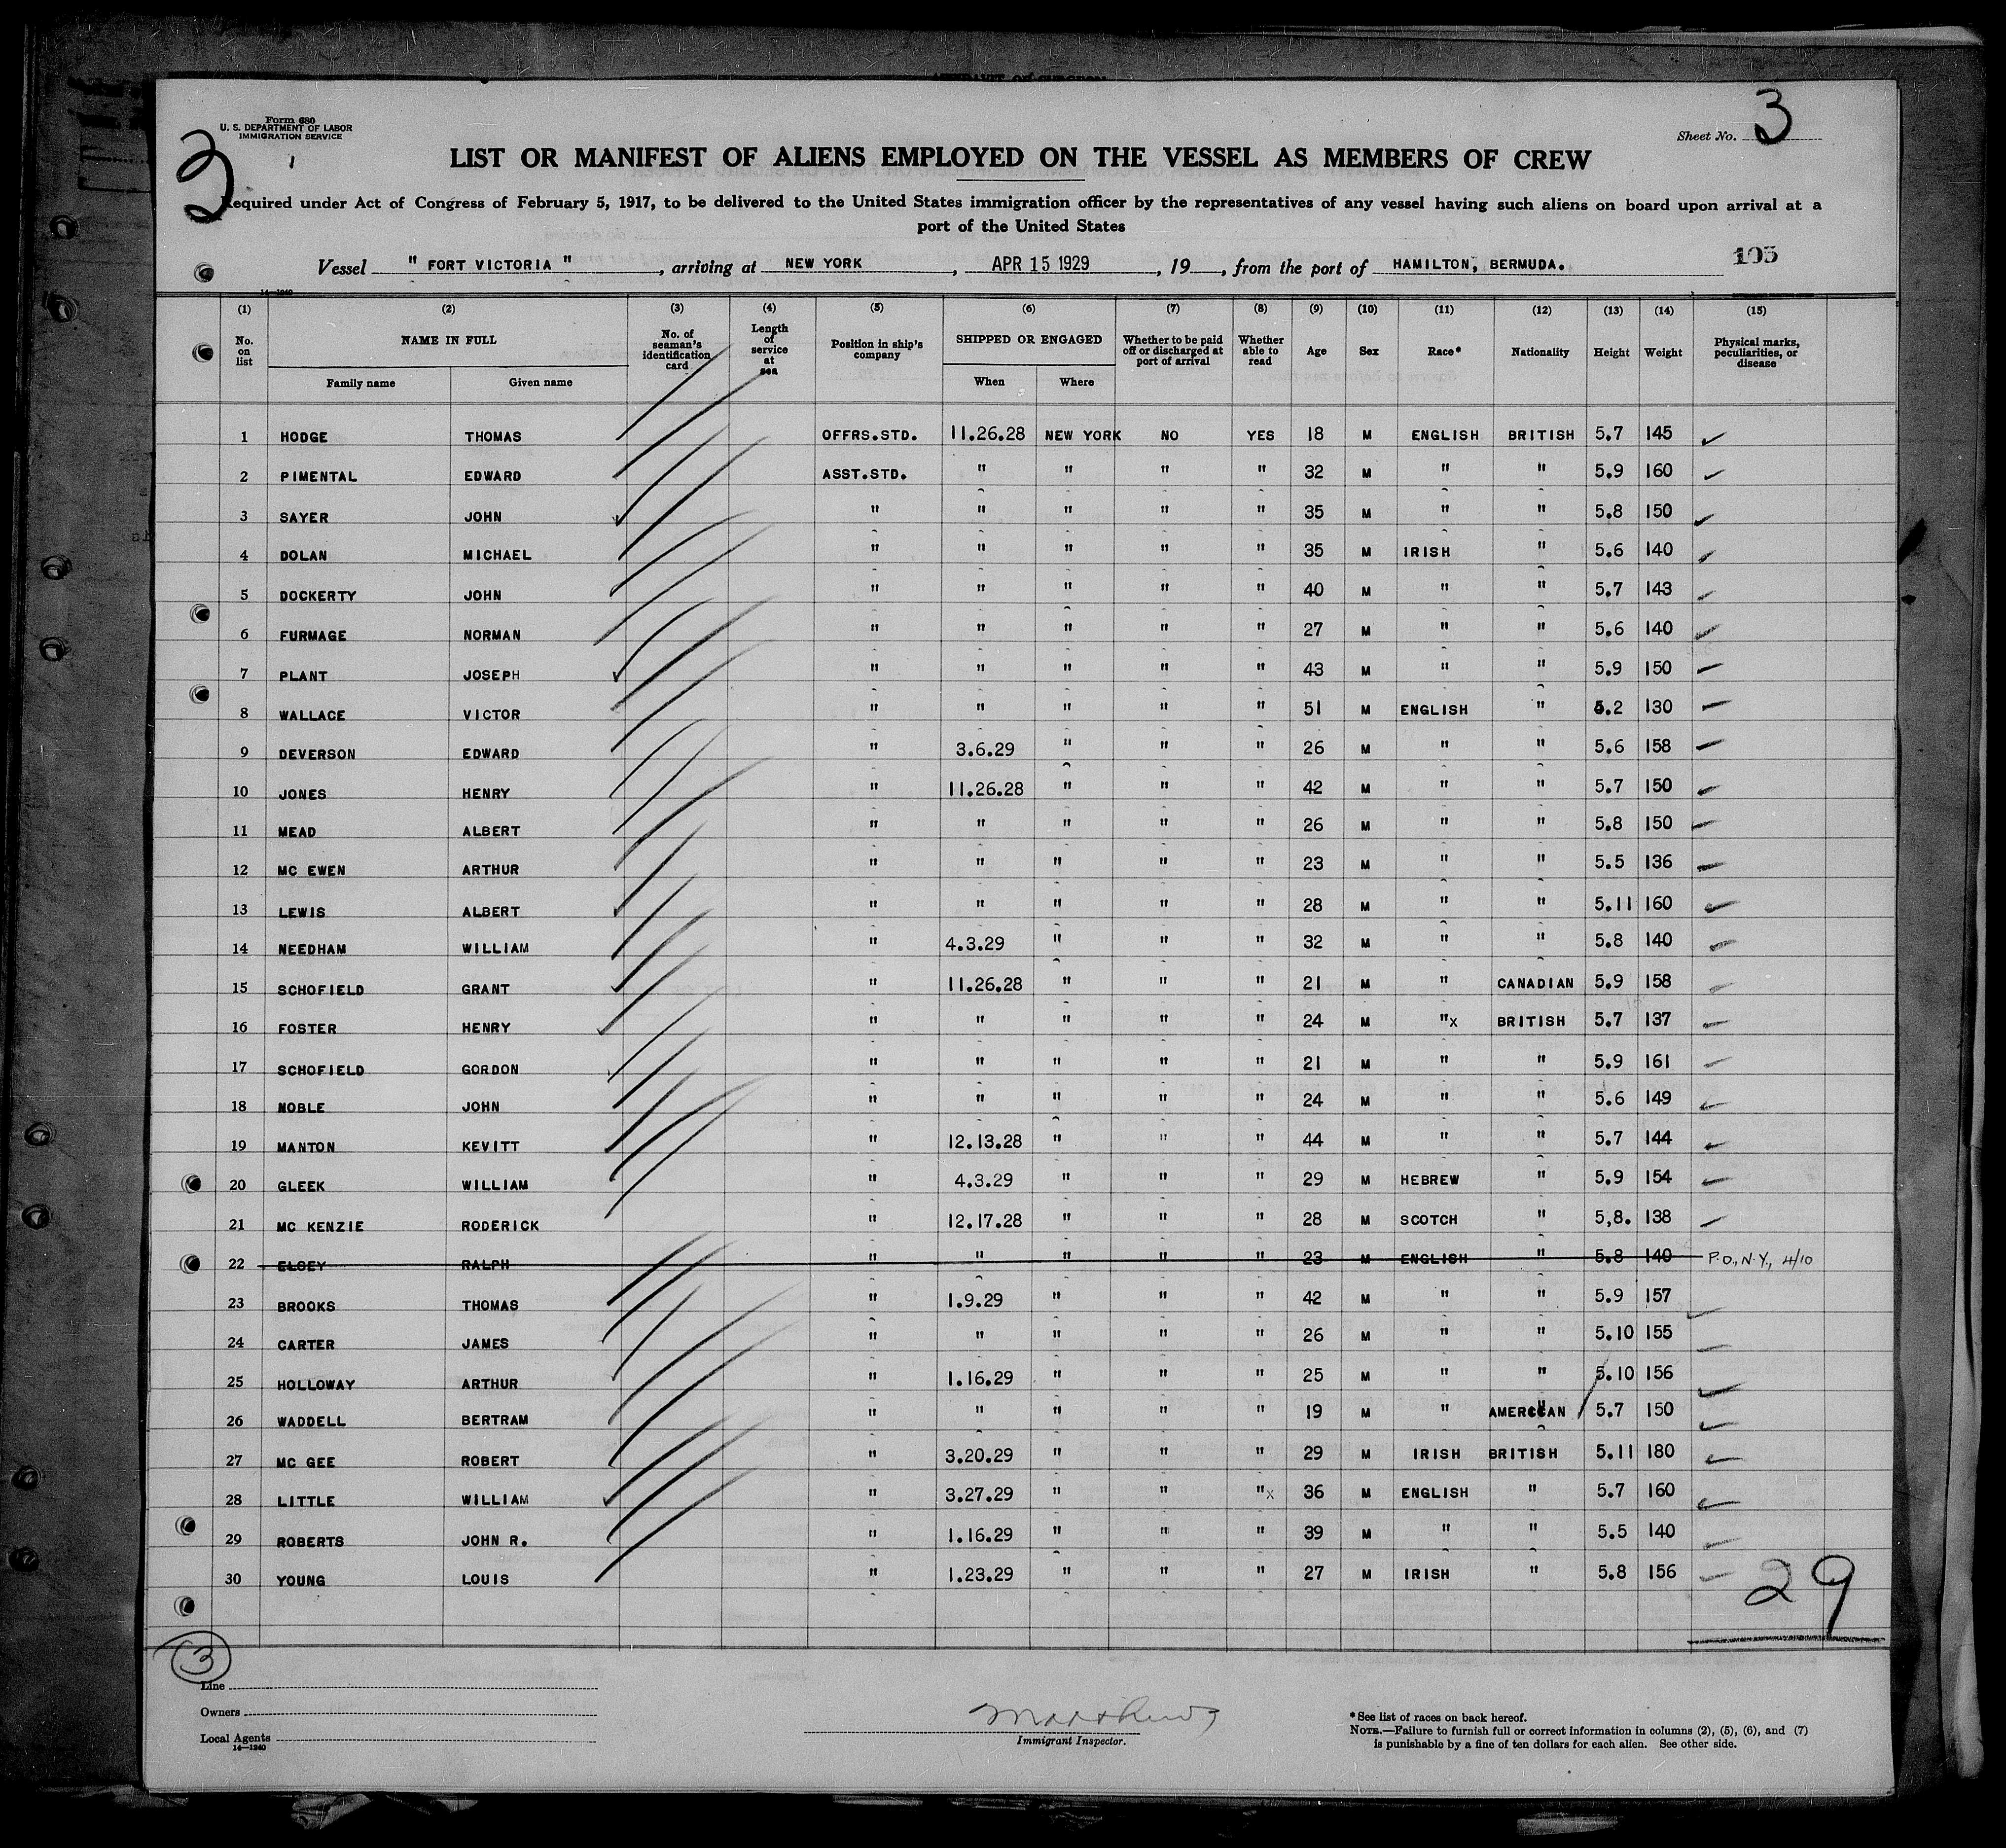 Form 680
U. S. DEPARTMENT OF LABOR
IMMIGRATION SERVICE
3
Sheet No. 3
LIST OR MANIFEST OF ALIENS EMPLOYED ON THE VESSEL AS MEMBERS OF CREW
Required under Act of Congress of February 5, 1917, to be delivered to the United States immigration officer by the representatives of any vessel having such aliens on board upon arrival at a
port of the United States
Vessel " FORT VICTORIA " , arriving at NEW YORK , APR 15 1929 , 19 , from the port of HAMILTON, BERMUDA. 105
14—1240
(1) (2) (3) (4) (5) (6) (7) (8) (9) (10) (11) (12) (13) (14) (15)
No. on list NAME IN FULL No. of seaman's identification card Length of service at sea Position in ship's company SHIPPED OR ENGAGED Whether to be paid off or discharged at port of arrival Whether able to read Age Sex Race* Nationality Height Weight Physical marks, peculiarities, or disease
Family name Given name When Where
1 HODGE THOMAS OFFRS.STD. 11.26.28 NEW YORK NO YES 18 M ENGLISH BRITISH 5.7 145
2 PIMENTAL EDWARD ASST.STD. " " " " 32 M " " 5.9 160
3 SAYER JOHN " " " " " 35 M " " 5.8 150
4 DOLAN MICHAEL " " " " " 35 M IRISH " 5.6 140
5 DOCKERTY JOHN " " " " " 40 M " " 5.7 143
6 FURMAGE NORMAN " " " " " 27 M " " 5.6 140
7 PLANT JOSEPH " " " " " 43 M " " 5.9 150
8 WALLACE VICTOR " " " " " 51 M ENGLISH " 5.2 130
9 DEVERSON EDWARD " 3.6.29 " " " 26 M " " 5.6 158
10 JONES HENRY " 11.26.28 " " " 42 M " " 5.7 150
11 MEAD ALBERT " " " " " 26 M " " 5.8 150
12 MC EWEN ARTHUR " " " " " 23 M " " 5.5 136
13 LEWIS ALBERT " " " " " 28 M " " 5.11 160
14 NEEDHAM WILLIAM " 4.3.29 " " " 32 M " " 5.8 140
15 SCHOFIELD GRANT " 11.26.28 " " " 21 M " CANADIAN 5.9 158
16 FOSTER HENRY " " " " " 24 M "x BRITISH 5.7 137
17 SCHOFIELD GORDON " " " " " 21 M " " 5.9 161
18 NOBLE JOHN " " " " " 24 M " " 5.6 149
19 MANTON KEVITT " 12.13.28 " " " 44 M " " 5.7 144
20 GLEEK WILLIAM " 4.3.29 " " " 29 M HEBREW " 5.9 154
21 MC KENZIE RODERICK " 12.17.28 " " " 28 M SCOTCH " 5,8. 138
22 ELSEY RALPH " " " " " 23 M ENGLISH " 5.8 140 P.O., N.Y., 4/10
23 BROOKS THOMAS " 1.9.29 " " " 42 M " " 5.9 157
24 CARTER JAMES " " " " " 26 M " " 5.10 155
25 HOLLOWAY ARTHUR " 1.16.29 " " " 25 M " " 5.10 156
26 WADDELL BERTRAM " " " " " 19 M " AMERCCAN 5.7 150
27 MC GEE ROBERT " 3.20.29 " " " 29 M IRISH BRITISH 5.11 180
28 LITTLE WILLIAM " 3.27.29 " " "x 36 M ENGLISH " 5.7 160
29 ROBERTS JOHN R. " 1.16.29 " " " 39 M " " 5.5 140
30 YOUNG LOUIS " 1.23.29 " " " 27 M IRISH " 5.8 156
29
3
Line
Owners
Local Agents
14—1240
Immigrant Inspector.
* See list of races on back hereof.
NOTE.—Failure to furnish full or correct information in columns (2), (5), (6), and (7)
is punishable by a fine of ten dollars for each alien. See other side.